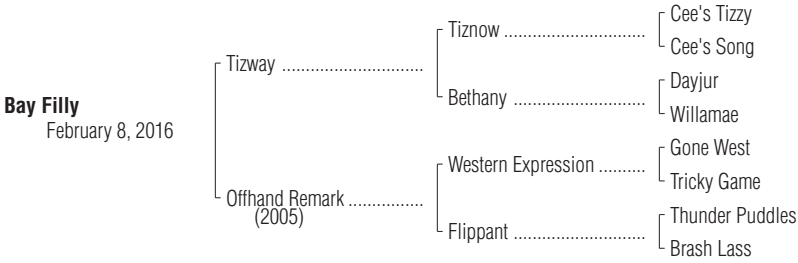 Bay Filly
February 8, 2016
Tizway ............................
Offhand Remark ................
(2005)
Tiznow ..............................
Bethany ............................
Western Expression ..........
Flippant ............................
Cee's Tizzy
Cee's Song
Dayjur
Willamae
Gone West
Tricky Game
Thunder Puddles
Brash Lass